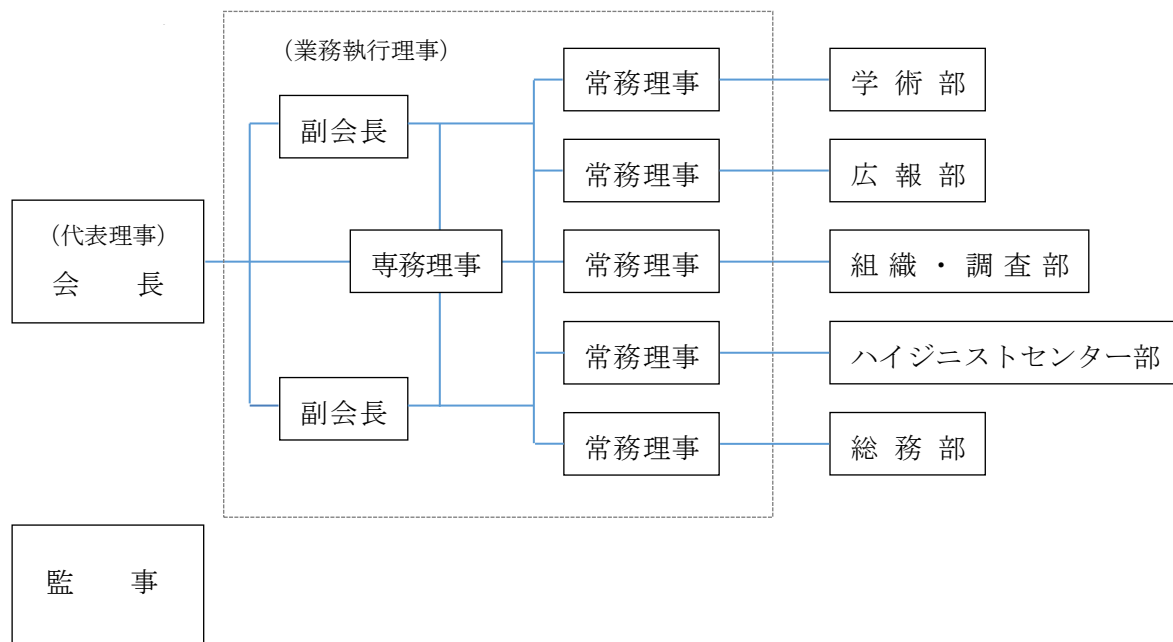 (業務執行理事)
常務理事
学術部
副会長
常務理事
広報部
(代表理事)
会長
専務理事
常務理事
組織・調査部
常務理事
ハイジニストセンター部
副会長
常務理事
総務部
監事